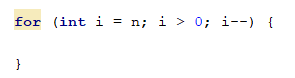 for (int i = n; i > 0; i--) {
}